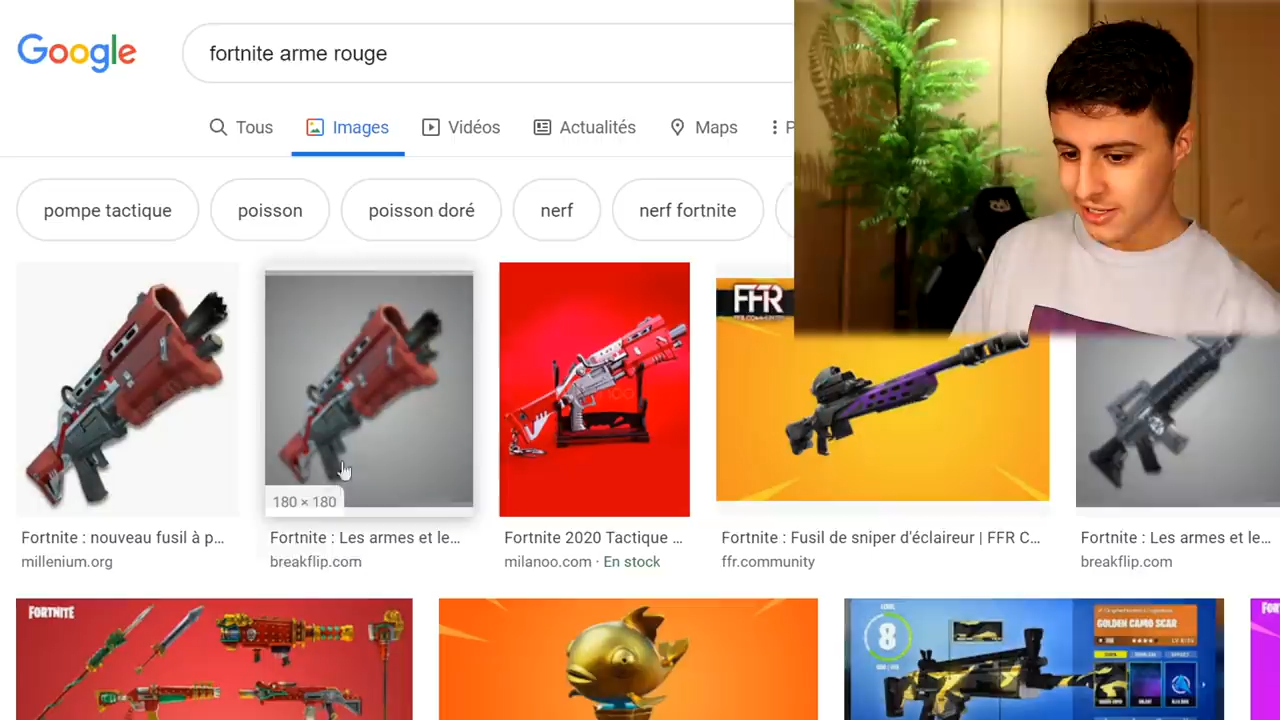 Google
fortnite arme rouge
Tous
Images
Vidéos
Actualités
Maps
P
pompe tactique
poisson
poisson doré
nerf
nerf fortnite
FFR
180 × 180
Fortnite : nouveau fusil à p...
millenium.org
Fortnite : Les armes et le...
breakflip.com
Fortnite 2020 Tactique ...
milanoo.com · En stock
Fortnite : Fusil de sniper d'éclaireur | FFR C...
ffr.community
Fortnite : Les armes et le...
breakflip.com
FORTNITE
LEVEL
8
GOLDEN CAMO SCAR